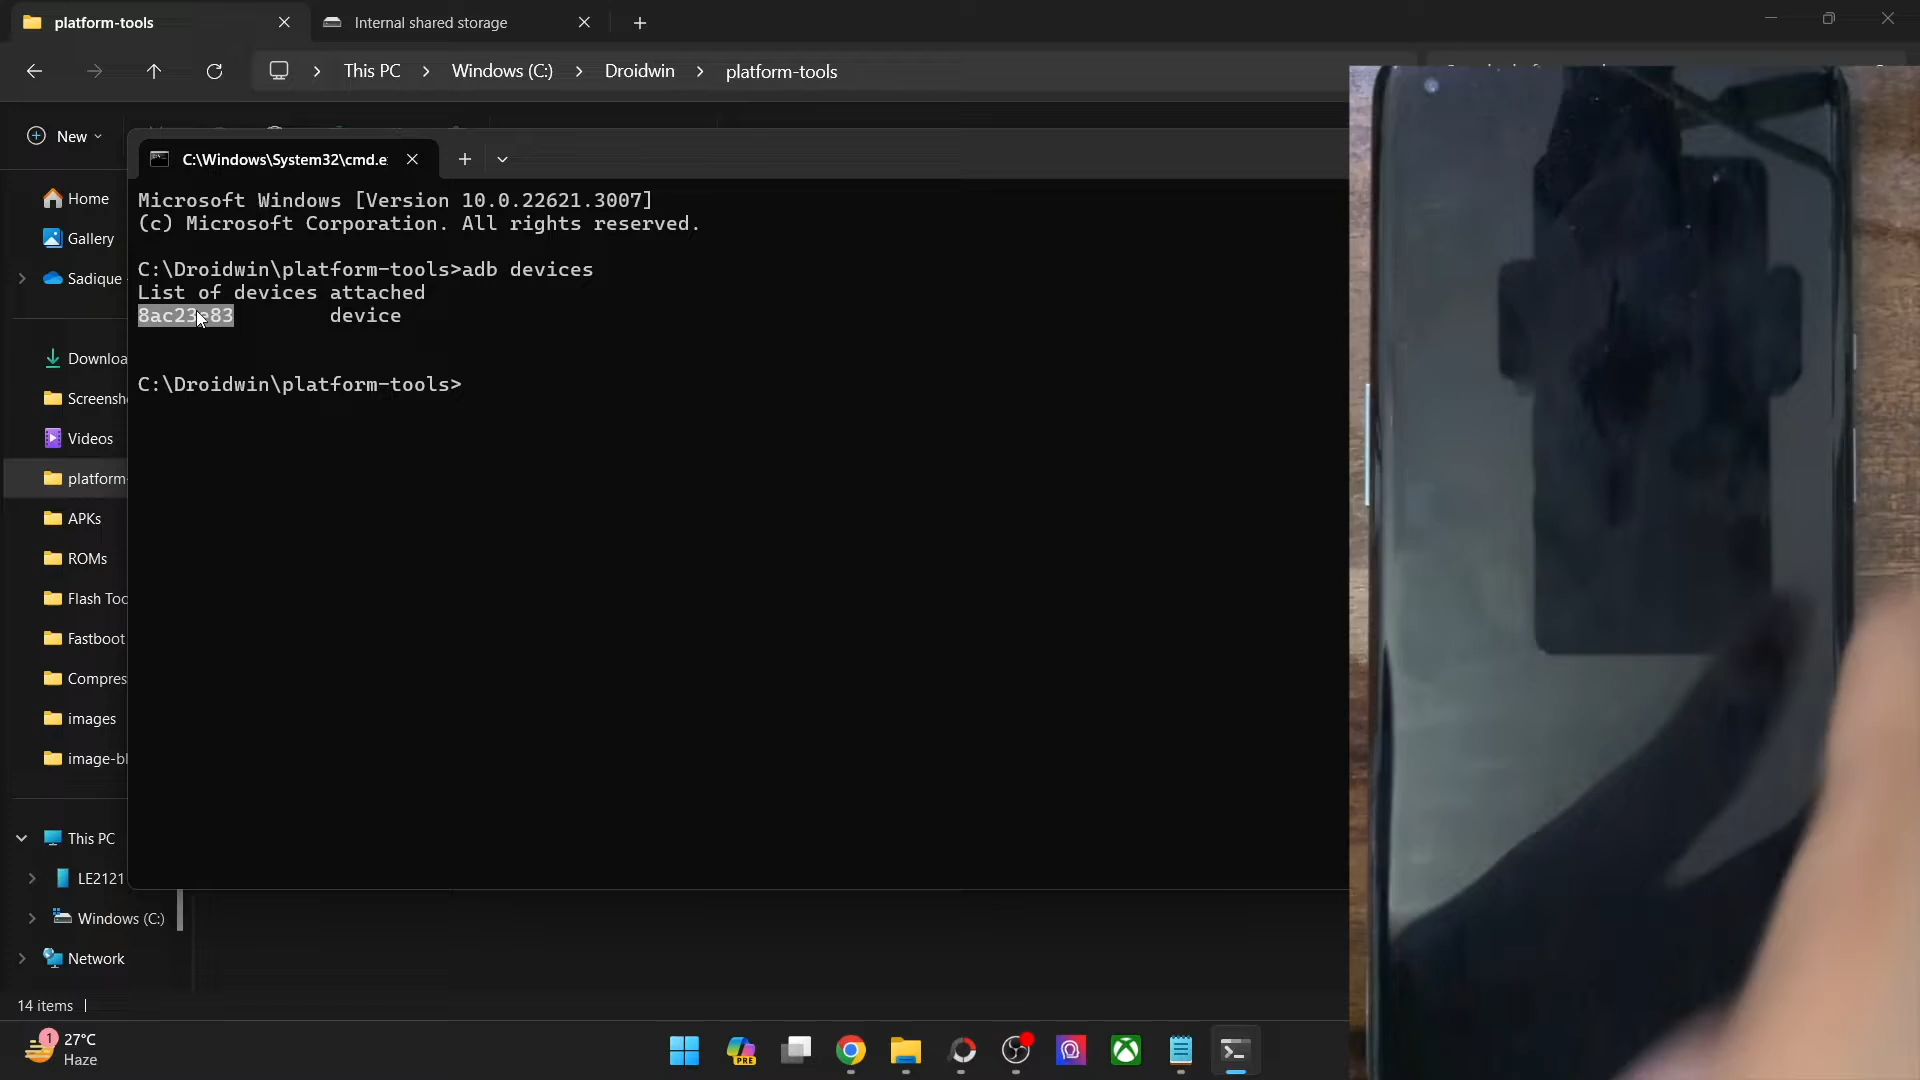 platform-tools
Internal shared storage
This PC
Windows (C:)
Droidwin
platform-tools
New
C:\Windows\System32\cmd.e
Microsoft Windows [Version 10.0.22621.3007]
(c) Microsoft Corporation. All rights reserved.
C:\Droidwin\platform-tools>adb devices
List of devices attached
8ac23e83 device
C:\Droidwin\platform-tools>
Home
Gallery
Sadique
Downloa
Screensh
Videos
platform-
APKs
ROMs
Flash Too
Fastboot
Compres
images
image-bl
This PC
LE2121
Windows (C:)
Network
14 items
1
27°C
Haze
PRE